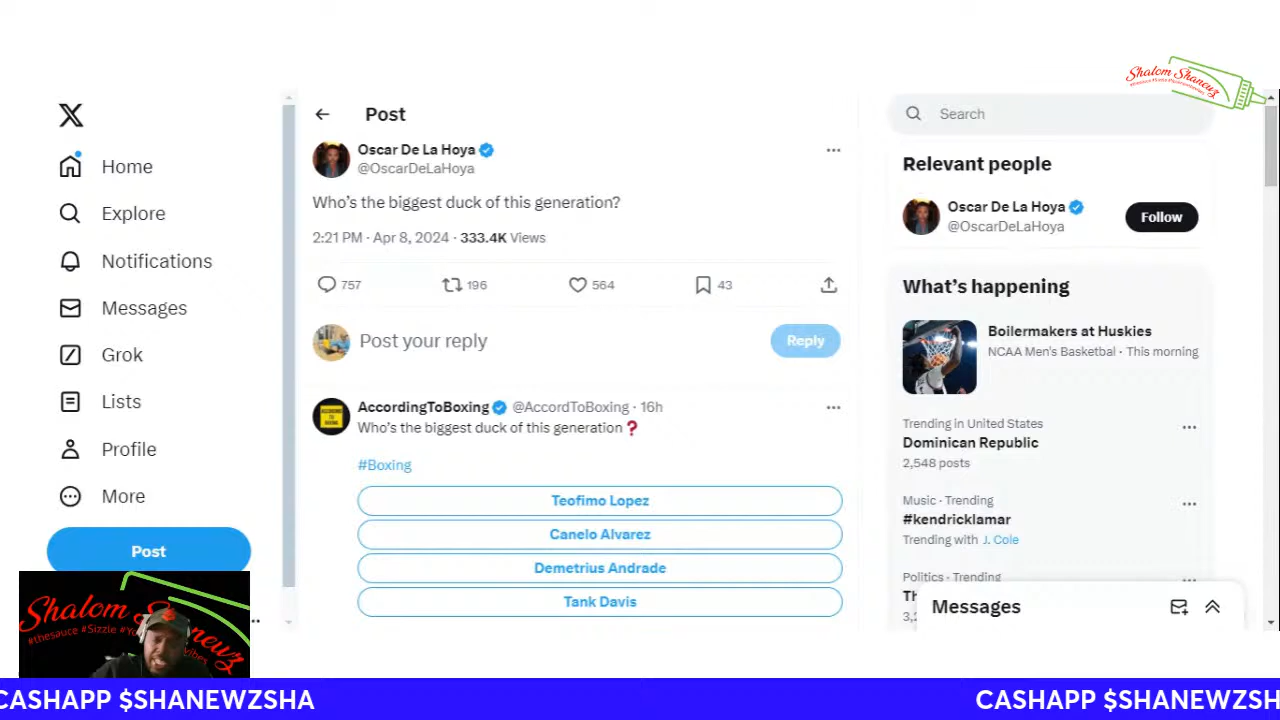 Shalom Shanewz
Home
Explore
Notifications
Messages
Grok
Lists
Profile
More
Post
Post
Oscar De La Hoya
@OscarDeLaHoya
Who's the biggest duck of this generation?
2:21 PM · Apr 8, 2024 · 333.4K Views
757 196 564 43
Post your reply
Reply
AccordingToBoxing @AccordToBoxing · 16h
Who's the biggest duck of this generation❓
#Boxing
Teofimo Lopez
Canelo Alvarez
Demetrius Andrade
Tank Davis
Search
Relevant people
Oscar De La Hoya
@OscarDeLaHoya
Follow
What's happening
Boilermakers at Huskies
NCAA Men's Basketbal · This morning
Trending in United States
Dominican Republic
2,548 posts
Music · Trending
#kendricklamar
Trending with J. Cole
Politics · Trending
Messages
Shalom
#thesauce #Sizzle
CASHAPP $SHANEWZSHA
CASHAPP $SHANEWZSH